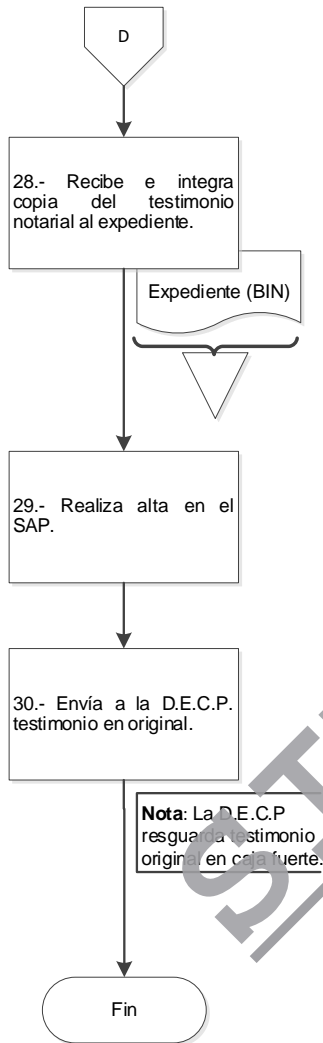 D
28.- Recibe e integra
copia del testimonio
notarial al expediente.
Expediente (BIN)
29.- Realiza alta en el
SAP.
30.- Envía a la D.E.C.P.
testimonio en original.
Nota: La D.E.C.P
resguarda testimonio
original en caja fuerte.
Fin